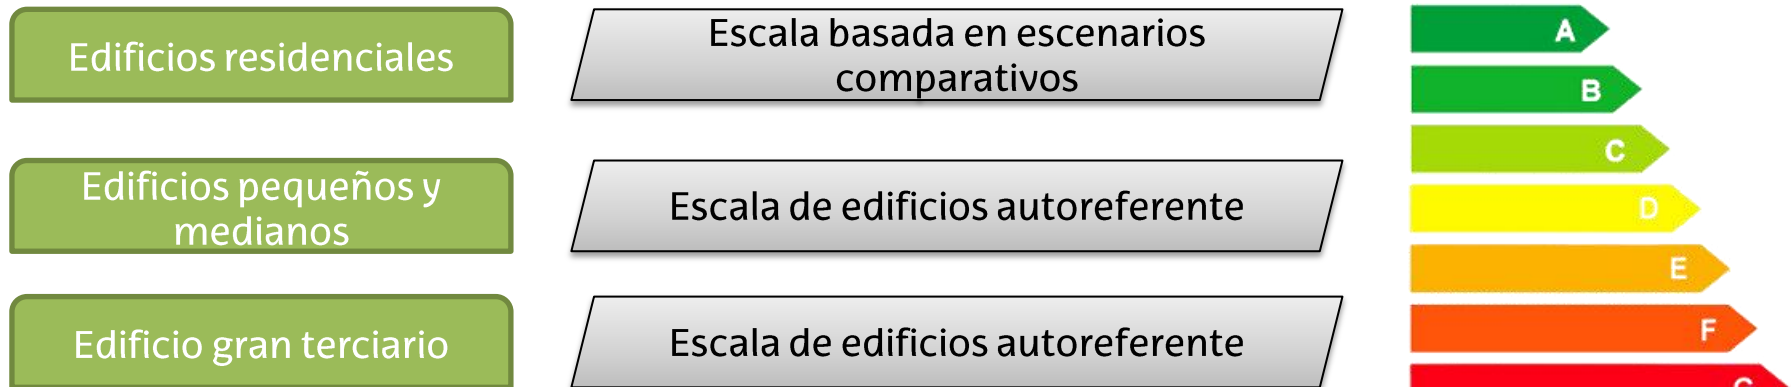 Edificios residenciales
Escala basada en escenarios
comparativos
Edificios pequeños y
medianos
Escala de edificios autoreferente
Edificio gran terciario
Escala de edificios autoreferente
A
B
C
D
E
F
G